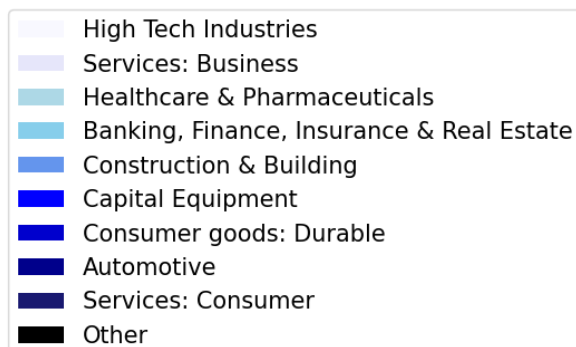 High Tech Industries
Services: Business
Healthcare & Pharmaceuticals
Banking, Finance, Insurance & Real Estate
Construction & Building
Capital Equipment
Consumer goods: Durable
Automotive
Services: Consumer
Other